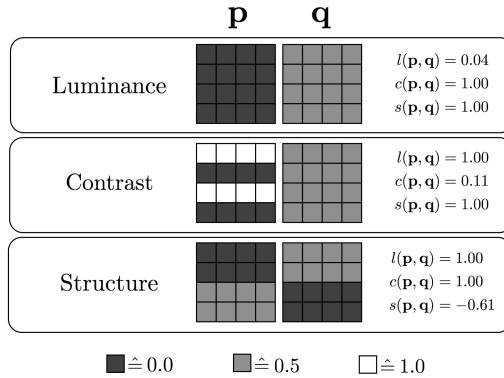 p q
Luminance
l(p, q) = 0.04
c(p, q) = 1.00
s(p, q) = 1.00
Contrast
l(p, q) = 1.00
c(p, q) = 0.11
s(p, q) = 1.00
Structure
l(p, q) = 1.00
c(p, q) = 1.00
s(p, q) = −0.61
≙ 0.0 ≙ 0.5 ≙ 1.0